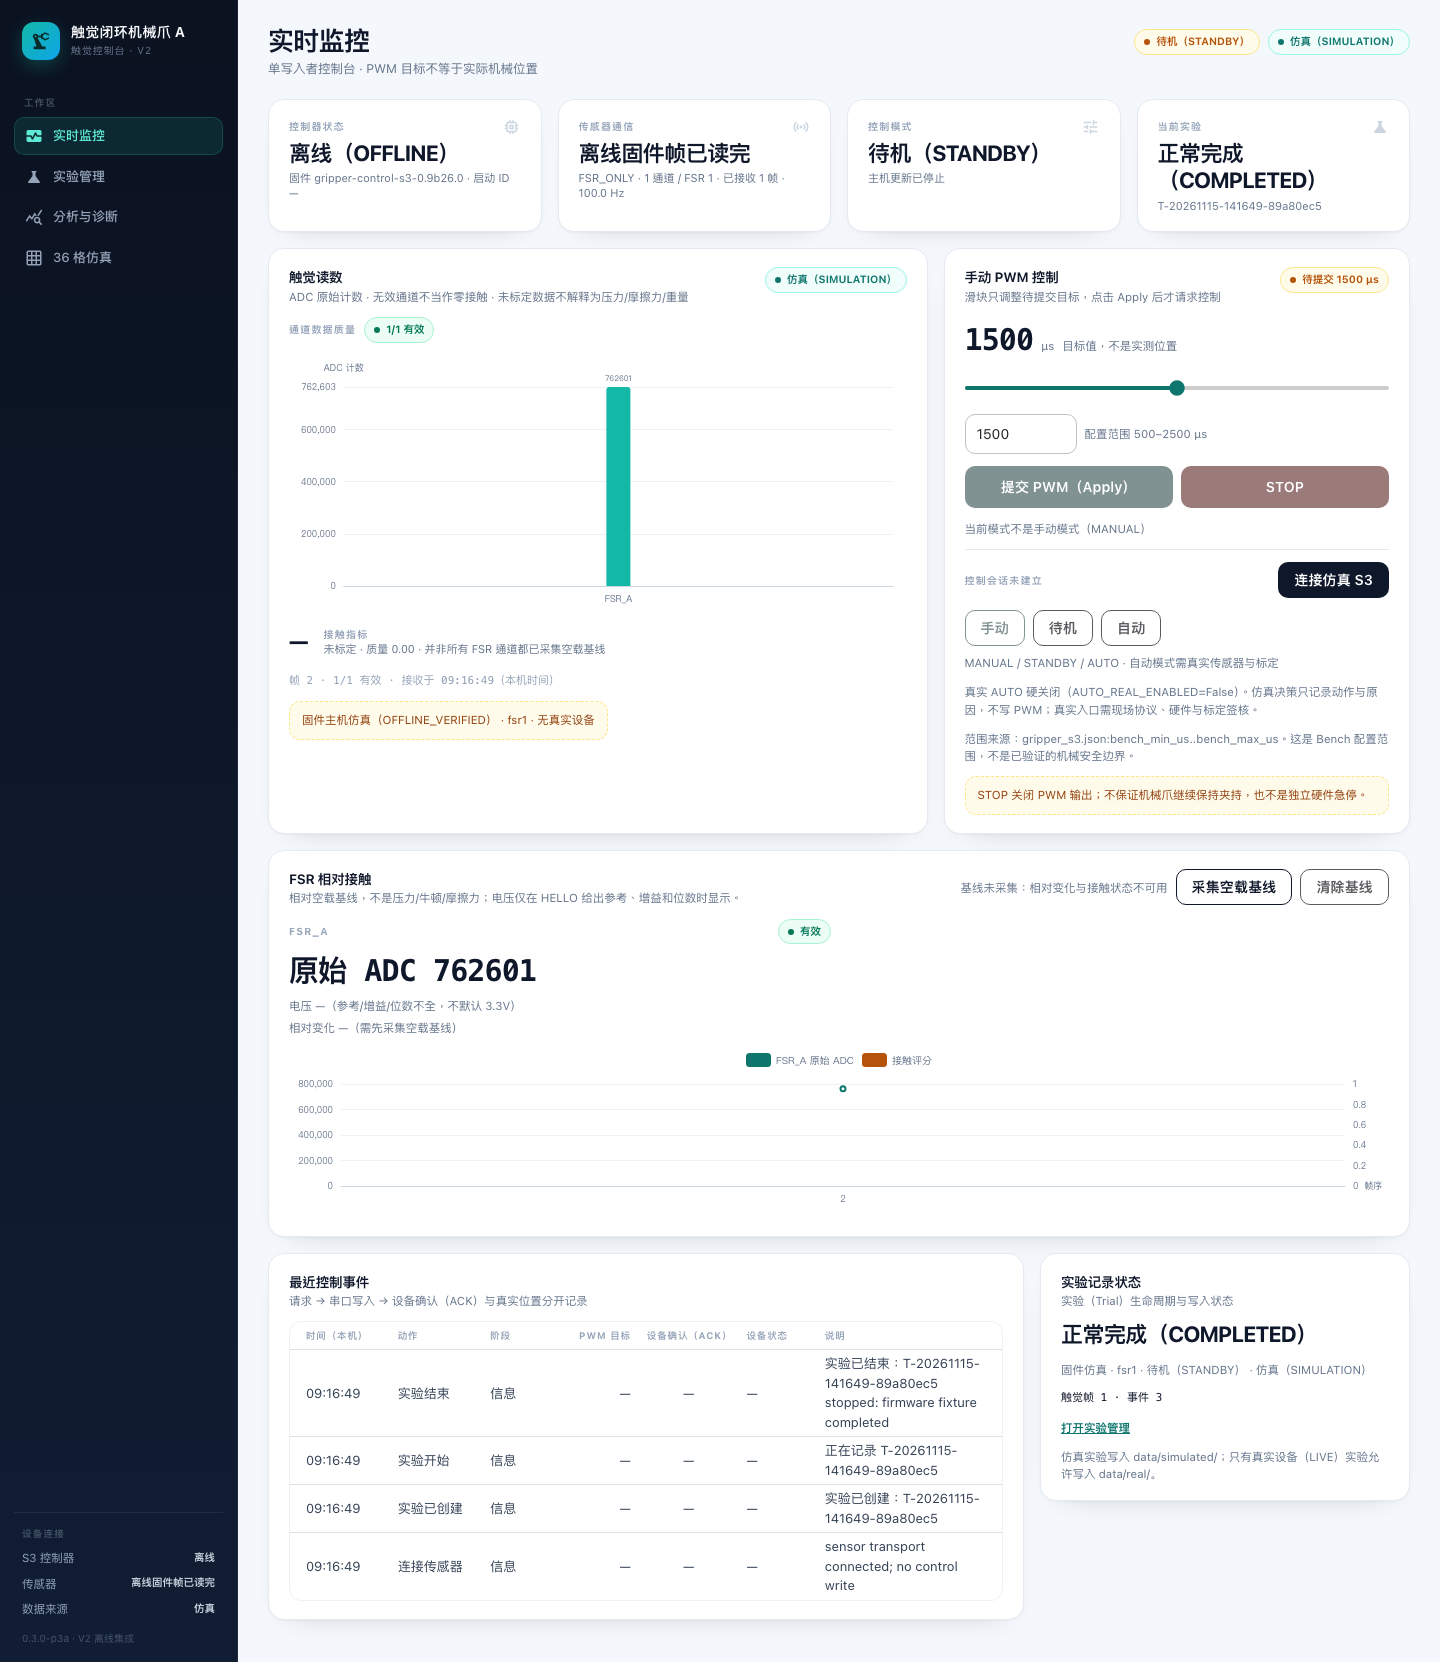 触觉闭环机械爪 A
触觉控制台 · V2
工作区
实时监控
实验管理
分析与诊断
36 格仿真
设备连接
S3 控制器 离线
传感器 离线固件帧已读完
数据来源 仿真
0.3.0-p3a · V2 离线集成
实时监控
单写入者控制台 · PWM 目标不等于实际机械位置
待机（STANDBY）
仿真（SIMULATION）
控制器状态
离线（OFFLINE）
固件 gripper-control-s3-0.9b26.0 · 启动 ID
—
传感器通信
离线固件帧已读完
FSR_ONLY · 1 通道 / FSR 1 · 已接收 1 帧 ·
100.0 Hz
控制模式
待机（STANDBY）
主机更新已停止
当前实验
正常完成
（COMPLETED）
T-20261115-141649-89a80ec5
触觉读数
ADC 原始计数 · 无效通道不当作零接触 · 未标定数据不解释为压力/摩擦力/重量
仿真（SIMULATION）
通道数据质量
1/1 有效
ADC 计数
762601
762,603
600,000
400,000
200,000
0
FSR_A
—
接触指标
未标定 · 质量 0.00 · 并非所有 FSR 通道都已采集空载基线
帧 2 · 1/1 有效 · 接收于 09:16:49（本机时间）
固件主机仿真（OFFLINE_VERIFIED） · fsr1 · 无真实设备
手动 PWM 控制
滑块只调整待提交目标，点击 Apply 后才请求控制
待提交 1500 µs
1500 µs 目标值，不是实测位置
1500
配置范围 500–2500 µs
提交 PWM（Apply）
STOP
当前模式不是手动模式（MANUAL）
控制会话未建立
连接仿真 S3
手动
待机
自动
MANUAL / STANDBY / AUTO · 自动模式需真实传感器与标定
真实 AUTO 硬关闭（AUTO_REAL_ENABLED=False）。仿真决策只记录动作与原
因，不写 PWM；真实入口需现场协议、硬件与标定签核。
范围来源：gripper_s3.json:bench_min_us..bench_max_us。这是 Bench 配置范
围，不是已验证的机械安全边界。
STOP 关闭 PWM 输出；不保证机械爪继续保持夹持，也不是独立硬件急停。
FSR 相对接触
相对空载基线，不是压力/牛顿/摩擦力；电压仅在 HELLO 给出参考、增益和位数时显示。
基线未采集：相对变化与接触状态不可用
采集空载基线
清除基线
FSR_A
有效
原始 ADC 762601
电压 —（参考/增益/位数不全，不默认 3.3V）
相对变化 —（需先采集空载基线）
FSR_A 原始 ADC
接触评分
800,000
600,000
400,000
200,000
0
1
0.8
0.6
0.4
0.2
0 帧序
2
最近控制事件
请求 → 串口写入 → 设备确认（ACK）与真实位置分开记录
时间（本机） 动作 阶段 PWM 目标 设备确认（ACK） 设备状态 说明
09:16:49 实验结束 信息 — — — 实验已结束：T-20261115-
141649-89a80ec5
stopped: firmware fixture
completed
09:16:49 实验开始 信息 — — — 正在记录 T-20261115-
141649-89a80ec5
09:16:49 实验已创建 信息 — — — 实验已创建：T-20261115-
141649-89a80ec5
09:16:49 连接传感器 信息 — — — sensor transport
connected; no control
write
实验记录状态
实验（Trial）生命周期与写入状态
正常完成（COMPLETED）
固件仿真 · fsr1 · 待机（STANDBY） · 仿真（SIMULATION）
触觉帧 1 · 事件 3
打开实验管理
仿真实验写入 data/simulated/；只有真实设备（LIVE）实验允
许写入 data/real/。